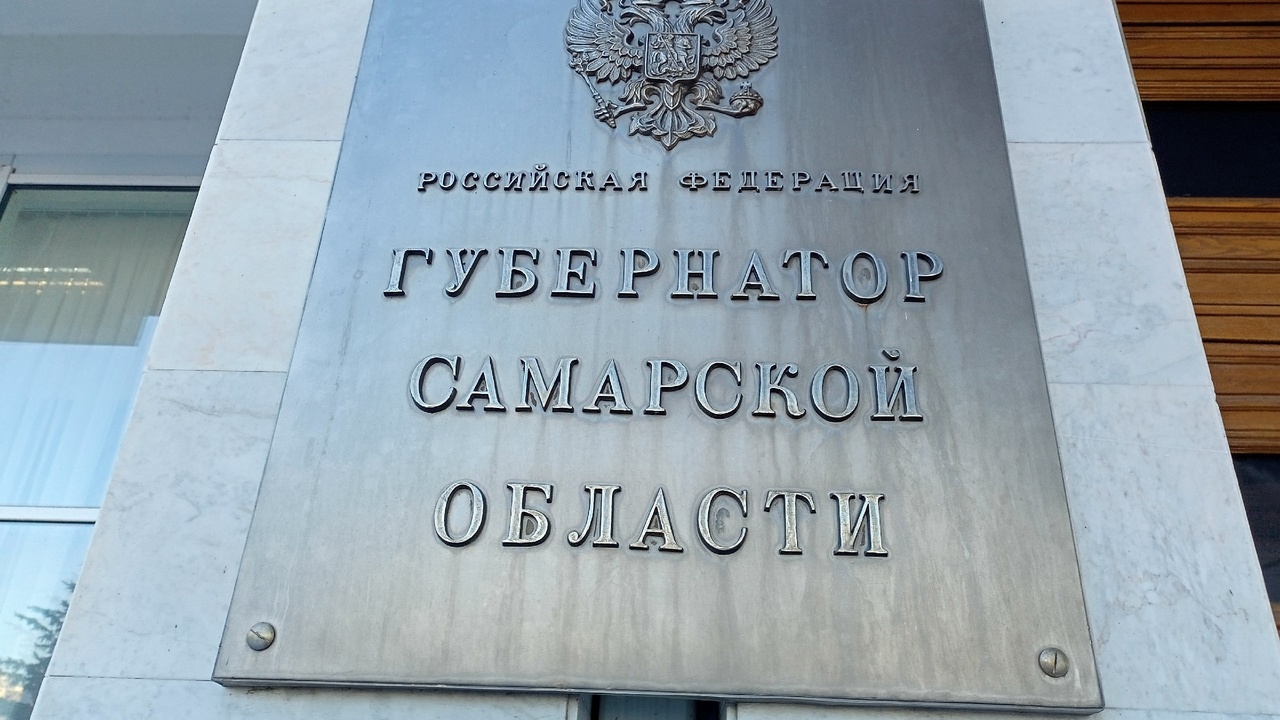 РОССИЙСКАЯ ФЕДЕРАЦИЯ
ГУБЕРНАТОР
САМАРСКОЙ
ОБЛАСТИ